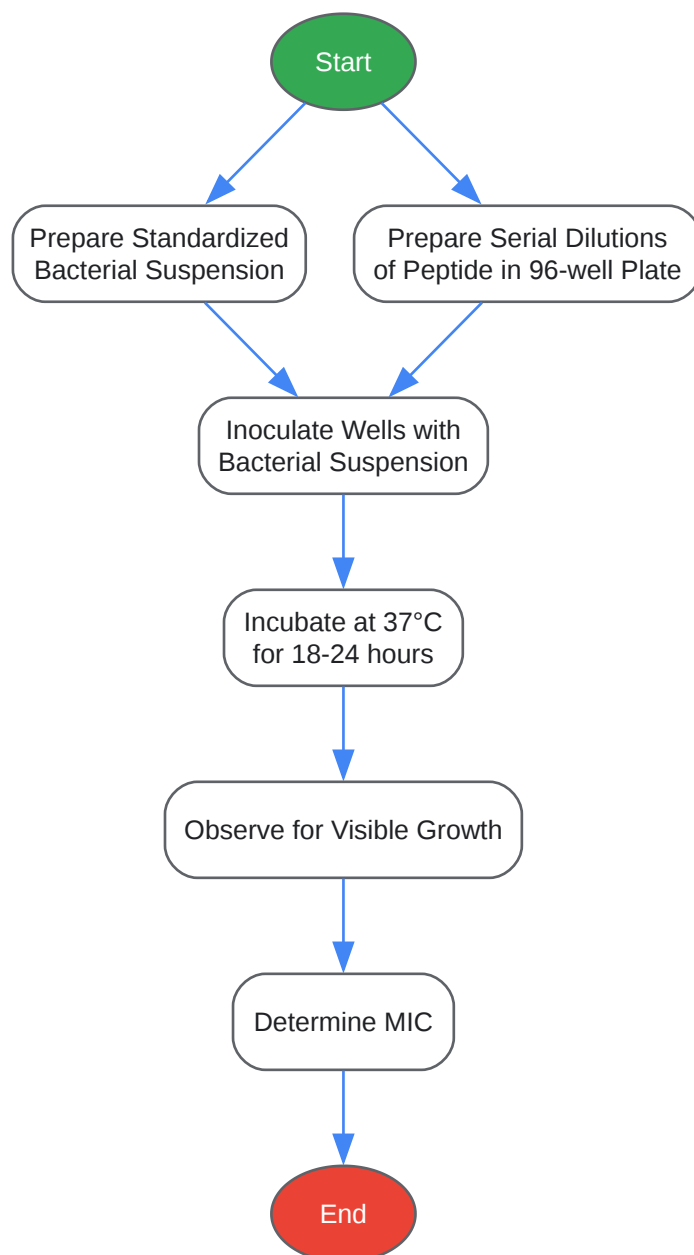 Start
Prepare Standardized
Bacterial Suspension
Prepare Serial Dilutions
of Peptide in 96-well Plate
Inoculate Wells with
Bacterial Suspension
Incubate at 37°C
for 18-24 hours
Observe for Visible Growth
Determine MIC
End